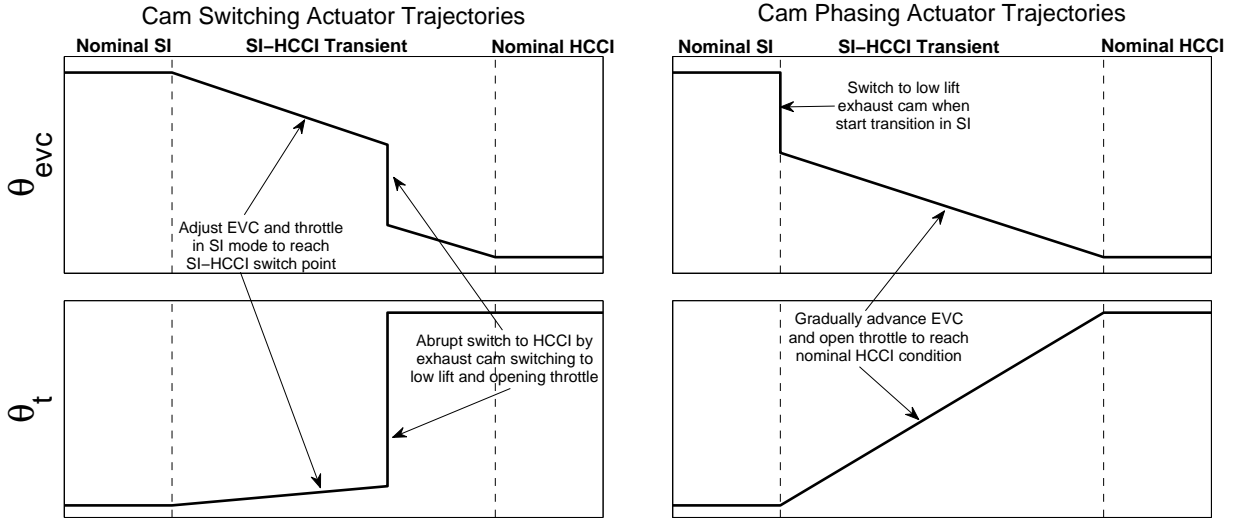 Cam Switching Actuator Trajectories
Nominal SI
SI−HCCI Transient
Nominal HCCI
θevc
Adjust EVC and throttle
in SI mode to reach
SI−HCCI switch point
θt
Abrupt switch to HCCI by
exhaust cam switching to
low lift and opening throttle
Cam Phasing Actuator Trajectories
Nominal SI
SI−HCCI Transient
Nominal HCCI
Switch to low lift
exhaust cam when
start transition in SI
Gradually advance EVC
and open throttle to reach
nominal HCCI condition